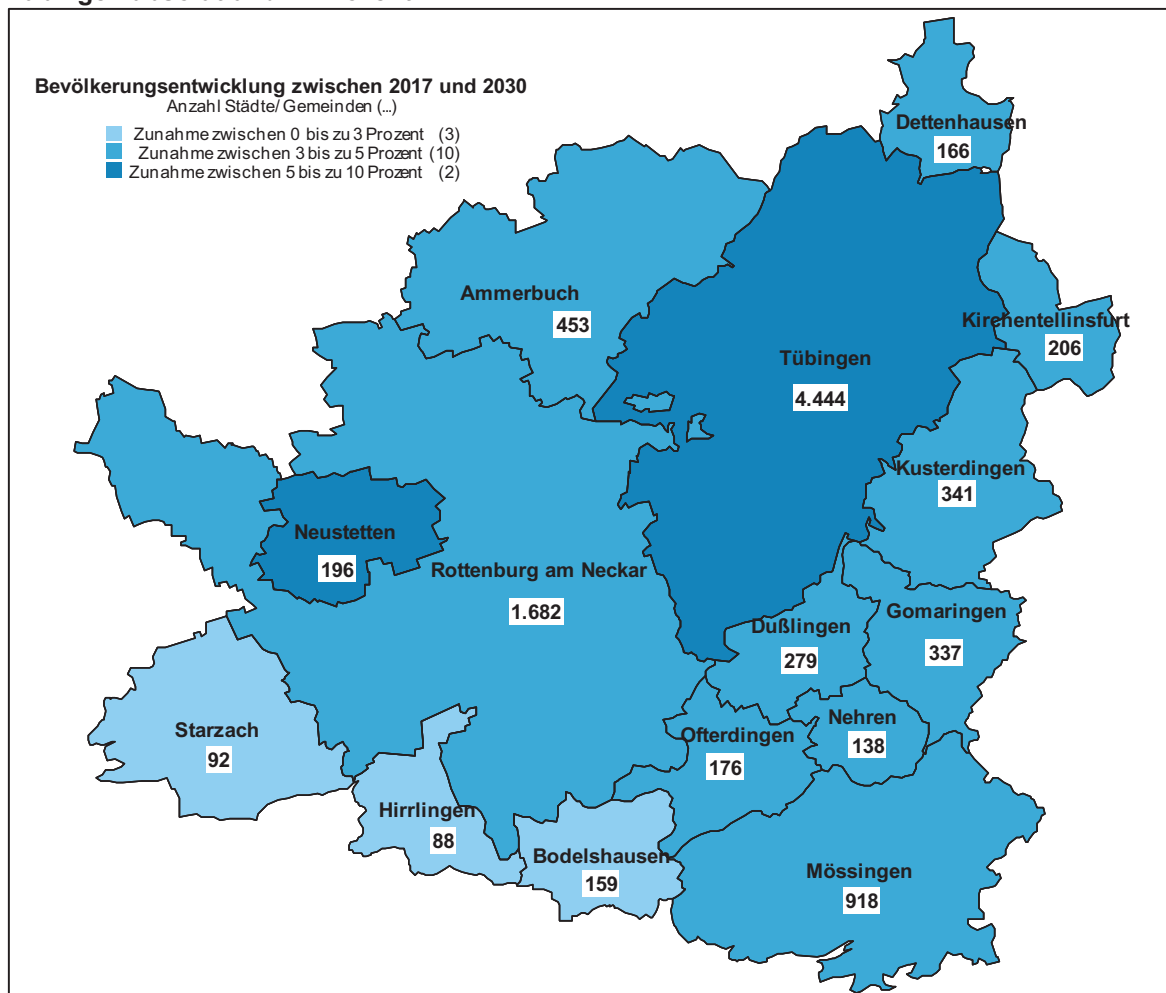 Bevölkerungsentwicklung zwischen 2017 und 2030
Anzahl Städte/ Gemeinden (...)
Zunahme zwischen 0 bis zu 3 Prozent (3)
Zunahme zwischen 3 bis zu 5 Prozent (10)
Zunahme zwischen 5 bis zu 10 Prozent (2)
Dettenhausen
166
Ammerbuch
453
Kirchentellinsfurt
206
Tübingen
4.444
Kusterdingen
341
Neustetten
196
Rottenburg am Neckar
1.682
Dußlingen
279
Gomaringen
337
Starzach
92
Ofterdingen
176
Nehren
138
Hirrlingen
88
Bodelshausen
159
Mössingen
918